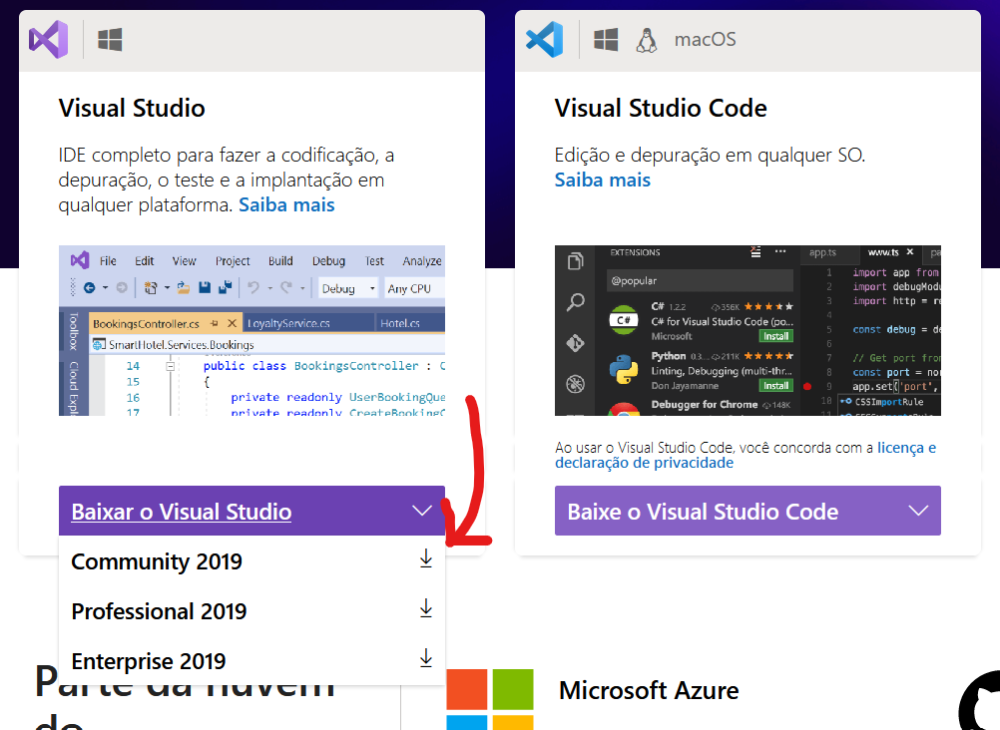 macOS
Visual Studio
IDE completo para fazer a codificação, a
depuração, o teste e a implantação em
qualquer plataforma. Saiba mais
File Edit View Project Build Debug Test Analyze
Debug Any CPU
Toolbox
Cloud Expl
BookingsController.cs LoyaltyService.cs Hotel.cs
SmartHotel.Services.Bookings
14 public class BookingsController : C
15 {
16 private readonly UserBookingQue
17 private readonly CreateBookingC
Baixar o Visual Studio
Community 2019
Professional 2019
Enterprise 2019
Visual Studio Code
Edição e depuração em qualquer SO.
Saiba mais
EXTENSIONS
@popular
C# 1.2.2 356K
C# for Visual Studio Code (po...
Microsoft Install
Python 0.3... 211K
Linting, Debugging (multi-thr...
Don Jayamanne Install
Debugger for Chrome 148K
app.ts www.ts pa
1 import app from
2 import debugModu
3 import http = re
4
5 const debug = de
6
7 // Get port from
8 const port = nor
9 app.set('port',
10 CSSImportRule
11
Ao usar o Visual Studio Code, você concorda com a licença e
declaração de privacidade
Baixe o Visual Studio Code
Parte da nuvem
do
Microsoft Azure